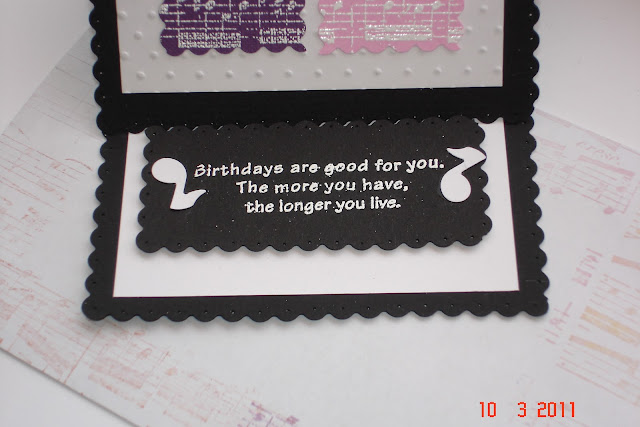 Birthdays are good for you.
The more you have,
the longer you live.
10 3 2011